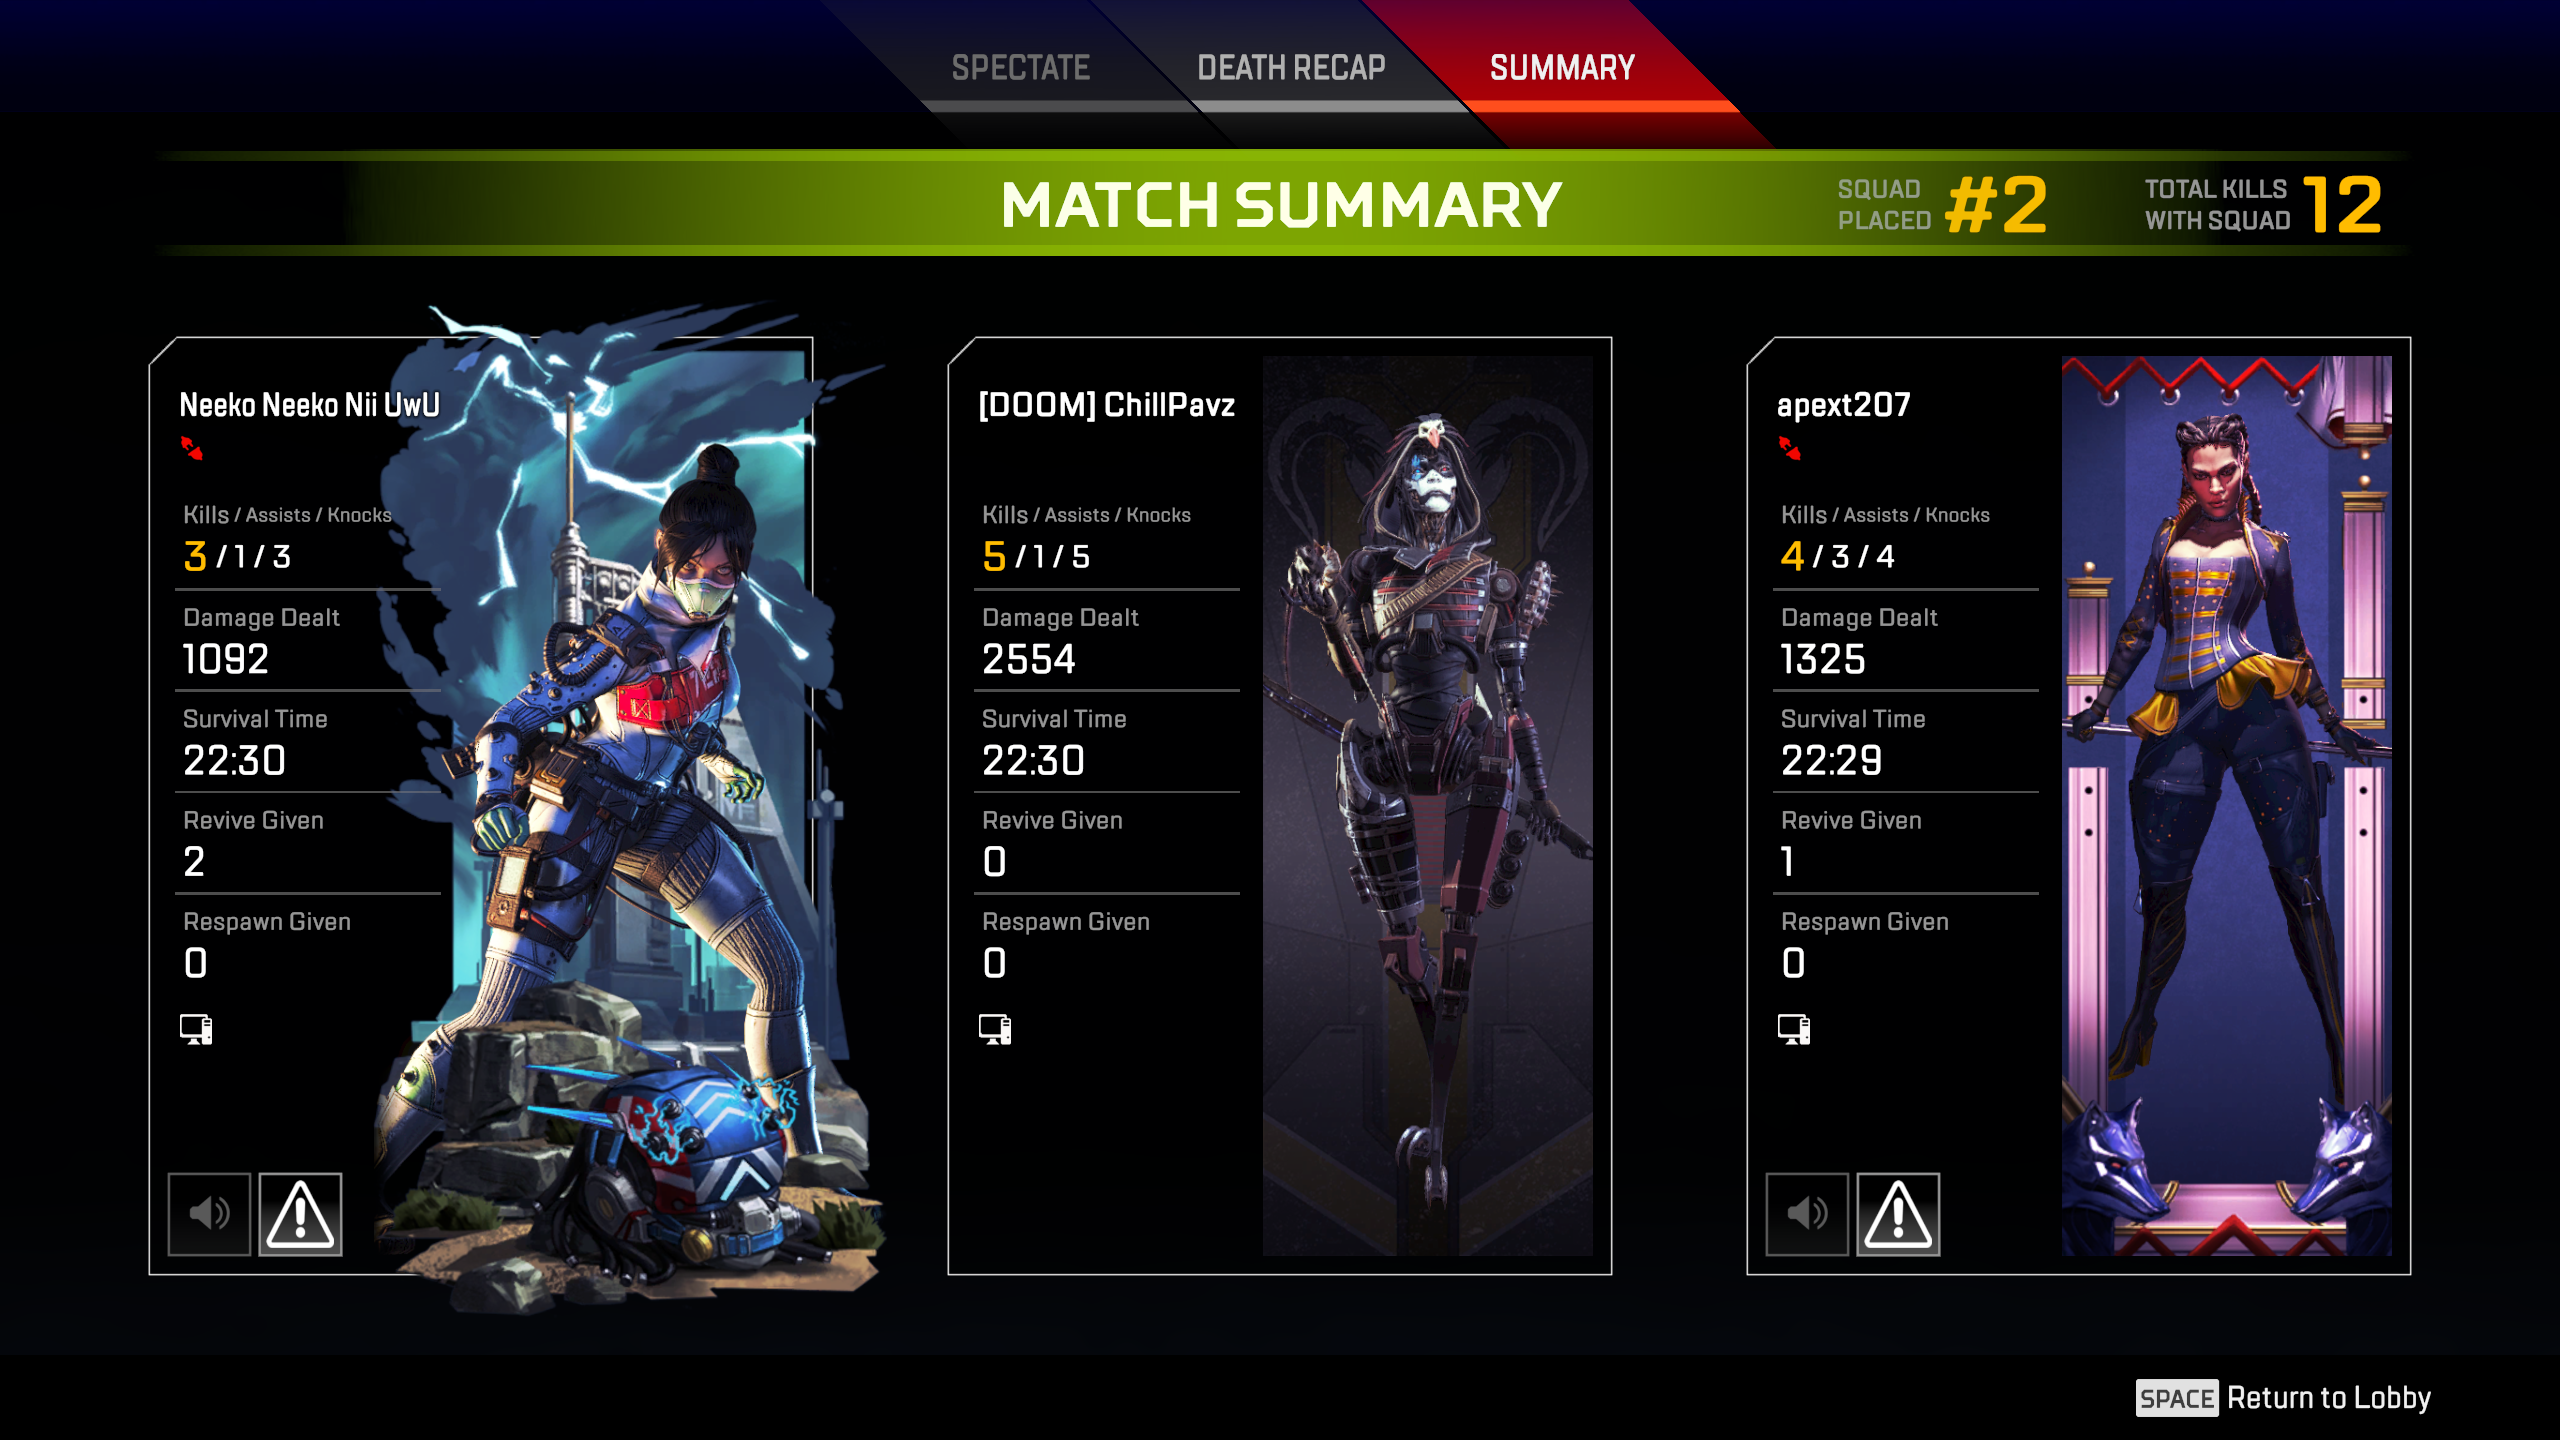 SPECTATE
DEATH RECAP
SUMMARY
MATCH SUMMARY
SQUAD PLACED #2
TOTAL KILLS WITH SQUAD 12
Neeko Neeko Nii UwU
Kills / Assists / Knocks
3 / 1 / 3
Damage Dealt
1092
Survival Time
22:30
Revive Given
2
Respawn Given
0
[DOOM] ChillPavz
Kills / Assists / Knocks
5 / 1 / 5
Damage Dealt
2554
Survival Time
22:30
Revive Given
0
Respawn Given
0
apext207
Kills / Assists / Knocks
4 / 3 / 4
Damage Dealt
1325
Survival Time
22:29
Revive Given
1
Respawn Given
0
SPACE Return to Lobby